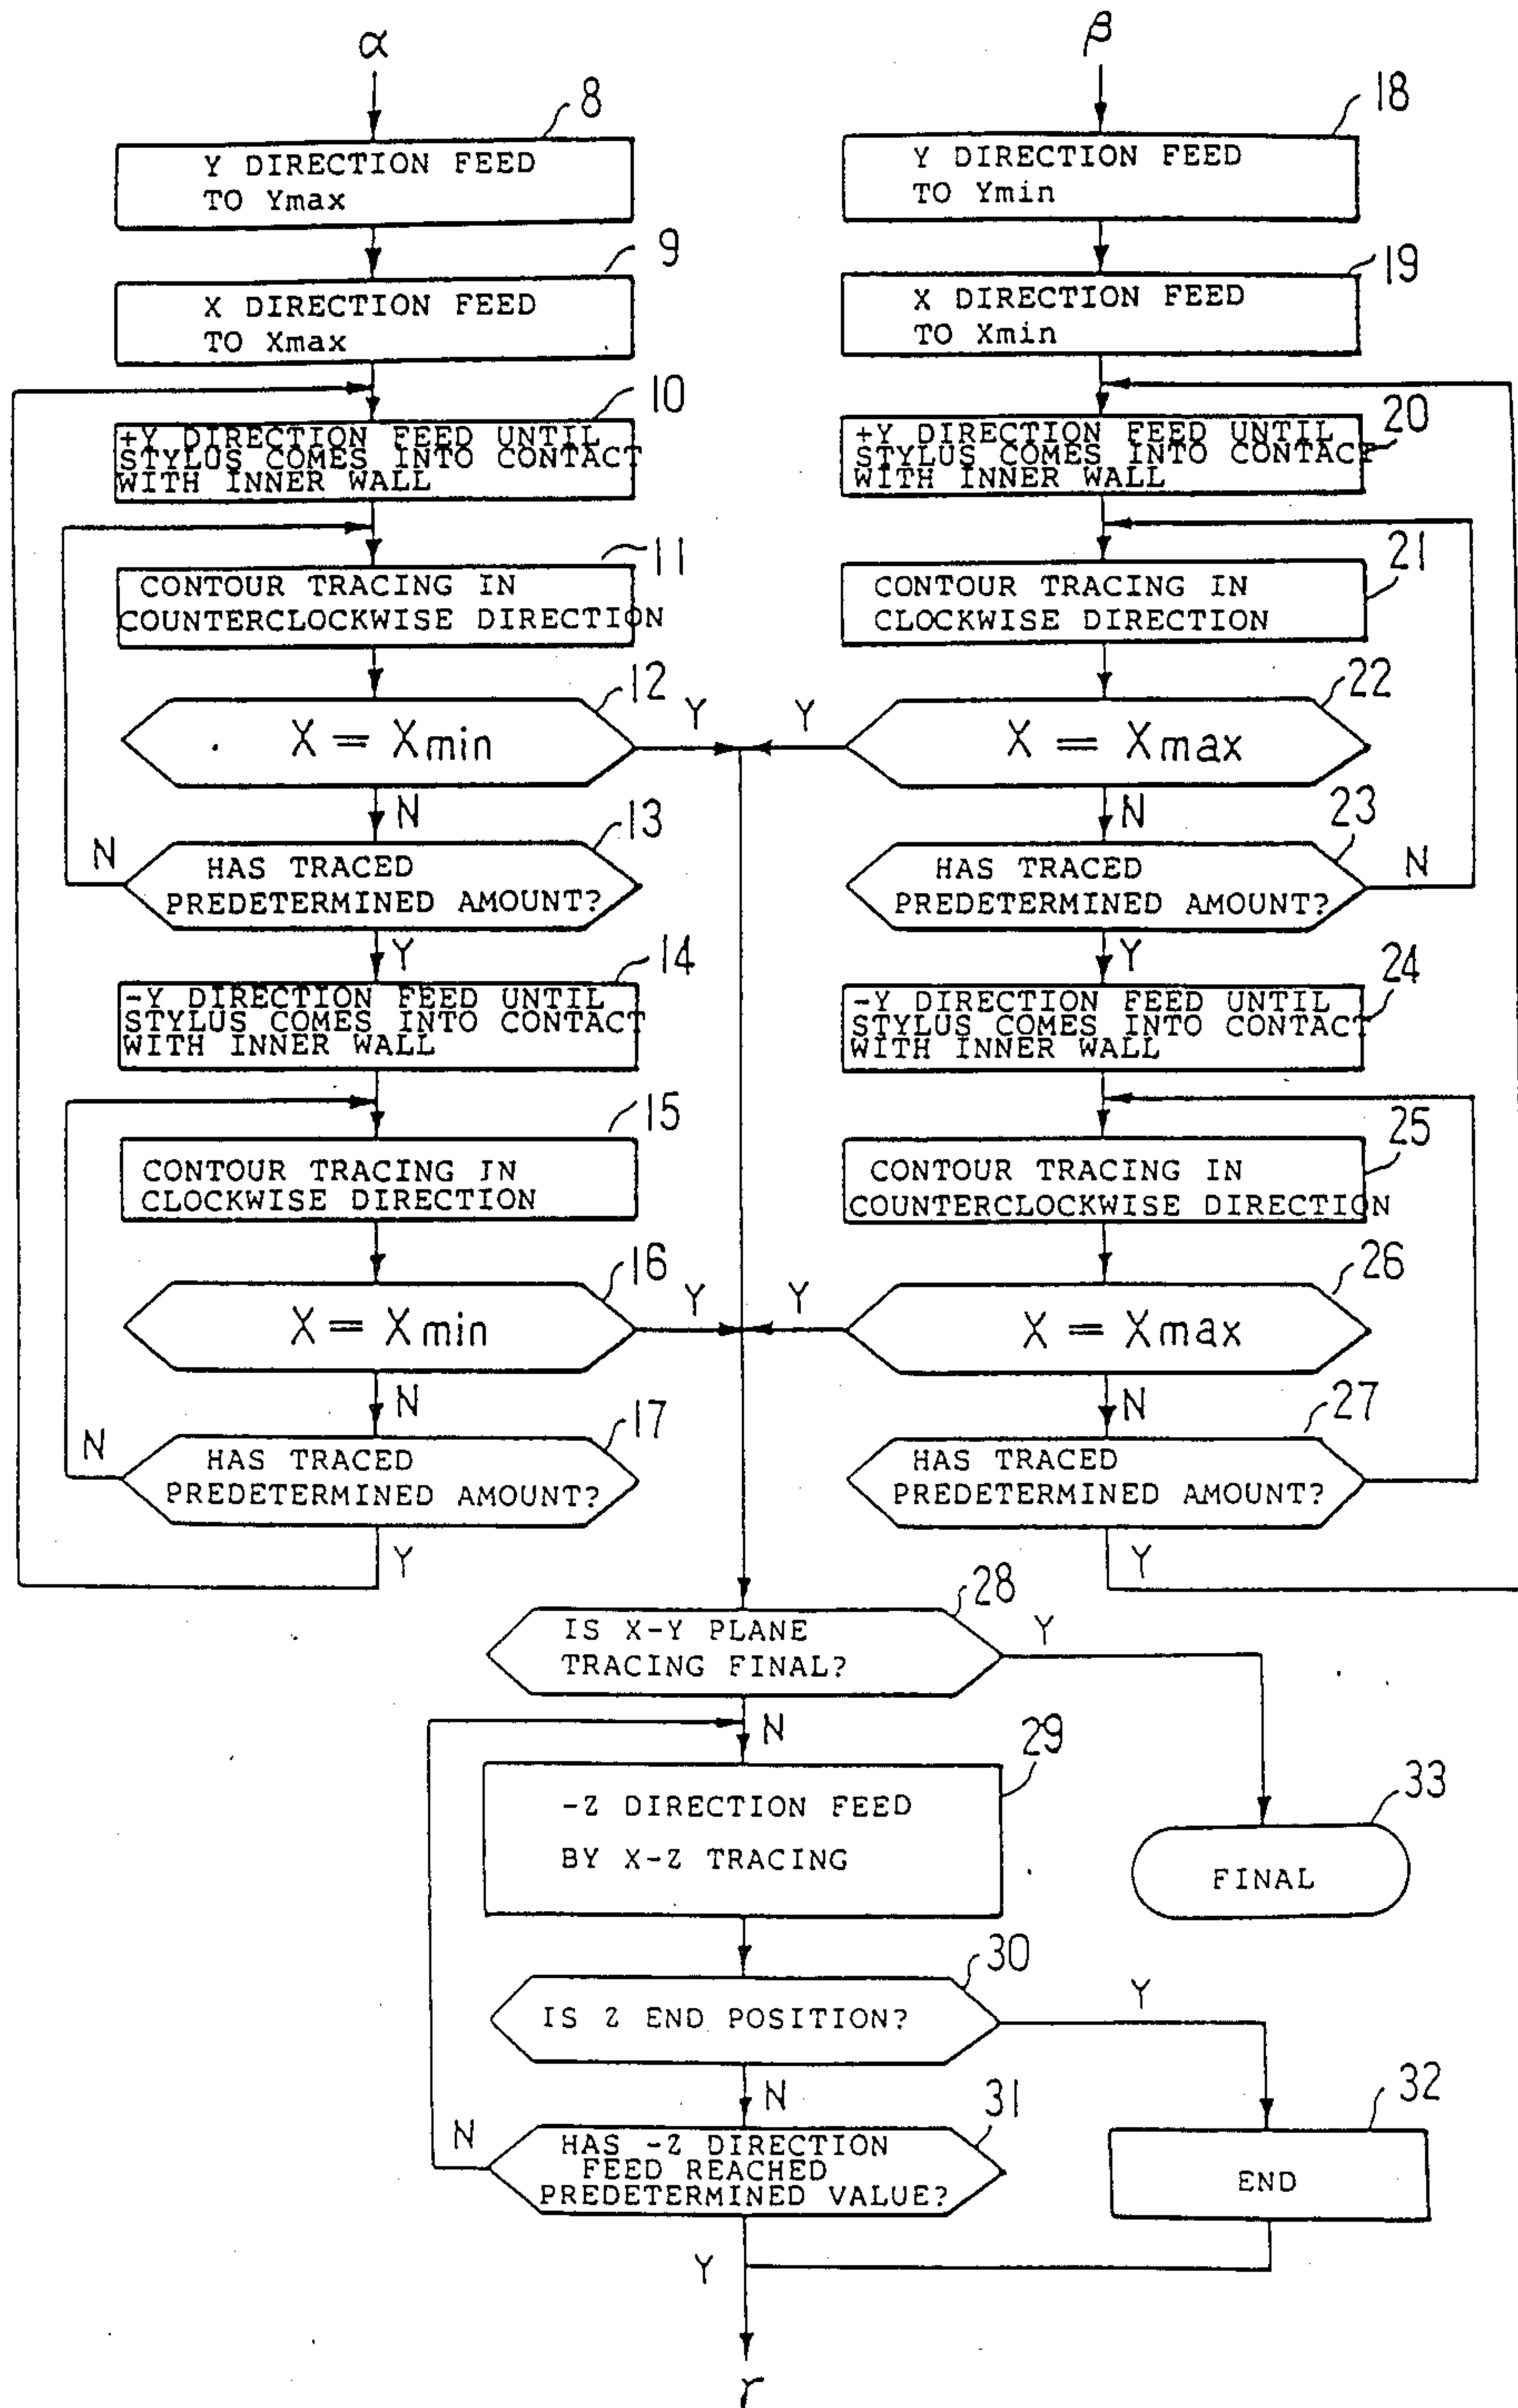 α
8
Y DIRECTION FEED
TO Ymax
9
X DIRECTION FEED
TO Xmax
10
+Y DIRECTION FEED UNTIL
STYLUS COMES INTO CONTACT
WITH INNER WALL
11
CONTOUR TRACING IN
COUNTERCLOCKWISE DIRECTION
12
X = Xmin
Y
N
13
HAS TRACED
PREDETERMINED AMOUNT?
N
Y
14
-Y DIRECTION FEED UNTIL
STYLUS COMES INTO CONTACT
WITH INNER WALL
15
CONTOUR TRACING IN
CLOCKWISE DIRECTION
16
X = Xmin
Y
N
17
HAS TRACED
PREDETERMINED AMOUNT?
N
Y
β
18
Y DIRECTION FEED
TO Ymin
19
X DIRECTION FEED
TO Xmin
20
+Y DIRECTION FEED UNTIL
STYLUS COMES INTO CONTACT
WITH INNER WALL
21
CONTOUR TRACING IN
CLOCKWISE DIRECTION
22
X = Xmax
Y
N
23
HAS TRACED
PREDETERMINED AMOUNT?
N
Y
24
-Y DIRECTION FEED UNTIL
STYLUS COMES INTO CONTACT
WITH INNER WALL
25
CONTOUR TRACING IN
COUNTERCLOCKWISE DIRECTION
26
X = Xmax
Y
N
27
HAS TRACED
PREDETERMINED AMOUNT?
Y
28
IS X-Y PLANE
TRACING FINAL?
Y
N
29
-Z DIRECTION FEED
BY X-Z TRACING
33
FINAL
30
IS Z END POSITION?
Y
N
31
HAS -Z DIRECTION
FEED REACHED
PREDETERMINED VALUE?
N
32
END
Y
γ